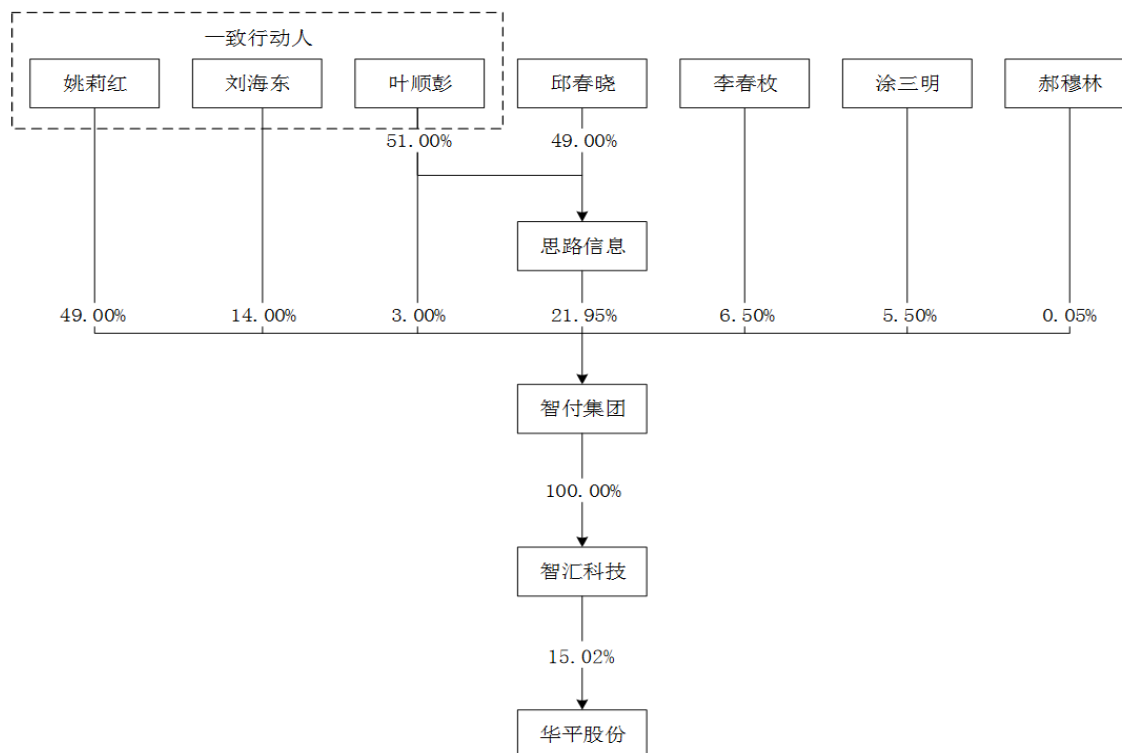 一致行动人
姚莉红 刘海东 叶顺彭 邱春晓 李春枚 涂三明 郝穆林
51.00% 49.00%
思路信息
49.00% 14.00% 3.00% 21.95% 6.50% 5.50% 0.05%
智付集团
100.00%
智汇科技
15.02%
华平股份